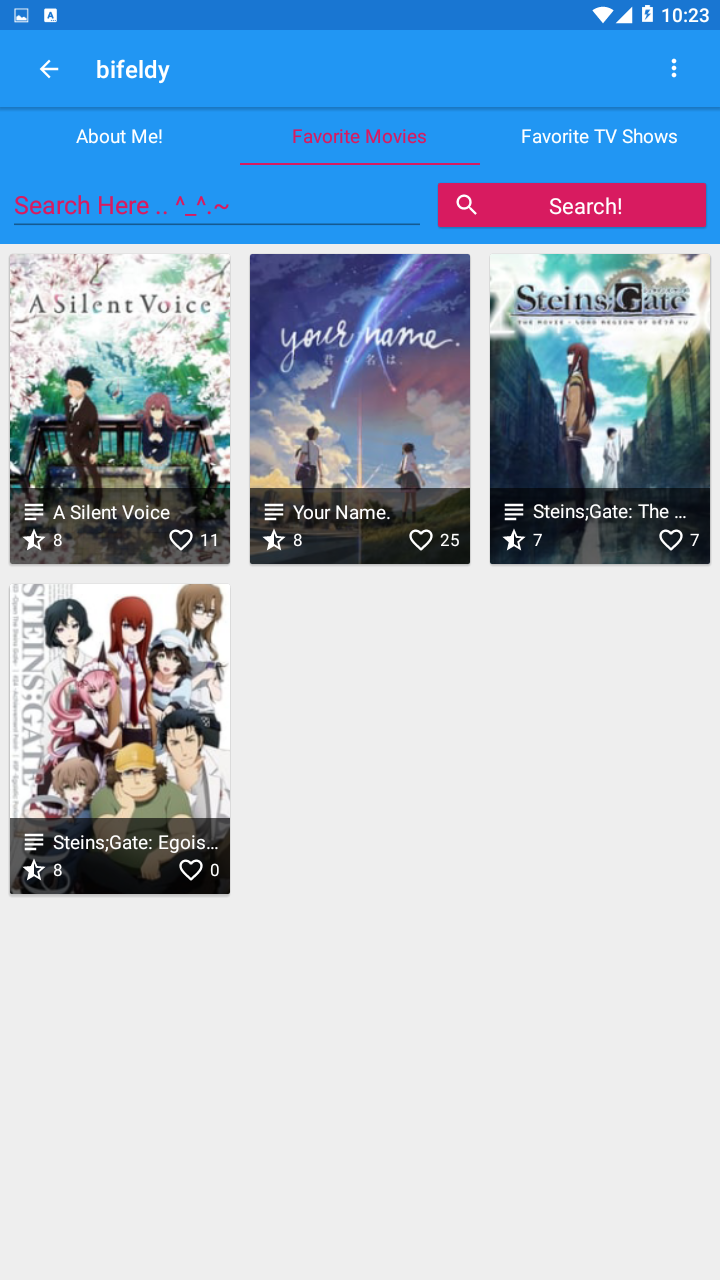 10:23
bifeldy
About Me!
Favorite Movies
Favorite TV Shows
Search Here .. ^_^.~
Search!
A Silent Voice
A Silent Voice
8
11
your name.
君の名は.
Your Name.
8
25
Steins;Gate
THE MOVIE - LOAD REGION OF DÉJÀ VU
Steins;Gate: The ...
7
7
STEINS;GATE
Steins;Gate: Egois...
8
0